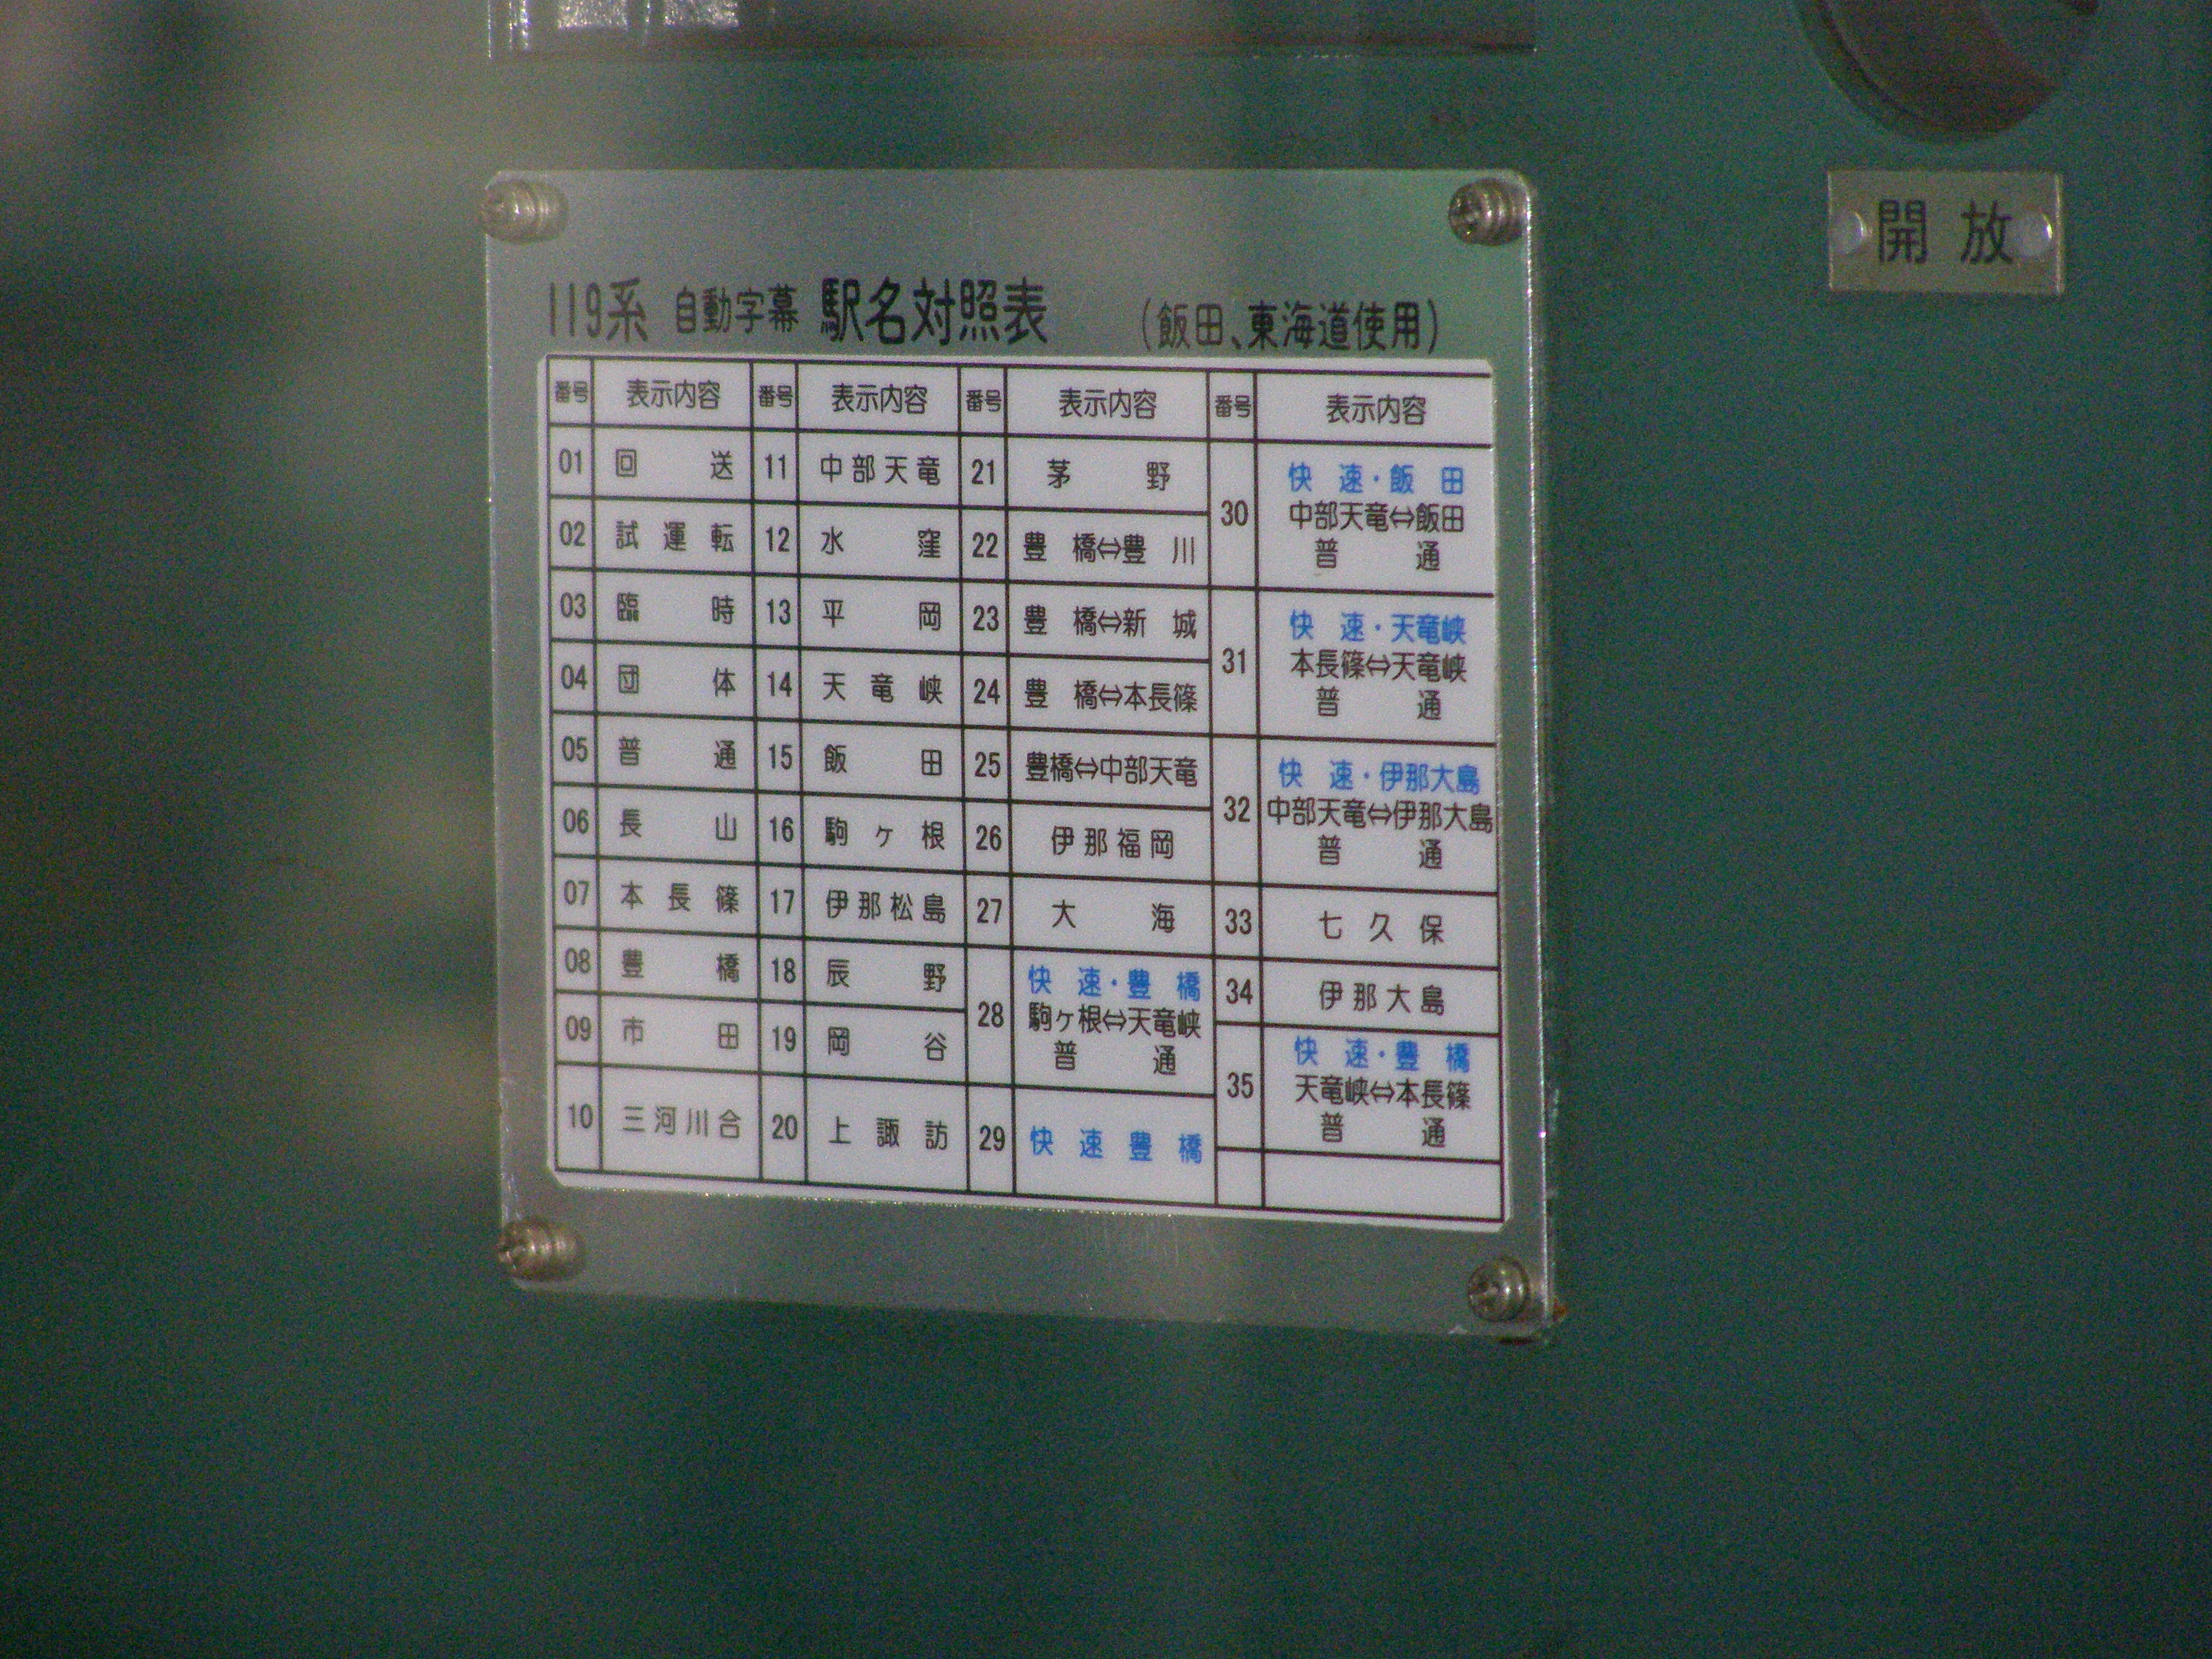 開放
119系 自動字幕 駅名対照表 (飯田、東海道使用)
番号 表示内容 番号 表示内容 番号 表示内容 番号 表示内容
01 回送
02 試運転
03 臨時
04 団体
05 普通
06 長山
07 本長篠
08 豊橋
09 市田
10 三河川合
11 中部天竜
12 水窪
13 平岡
14 天竜峡
15 飯田
16 駒ヶ根
17 伊那松島
18 辰野
19 岡谷
20 上諏訪
21 茅野
22 豊橋⇔豊川
23 豊橋⇔新城
24 豊橋⇔本長篠
25 豊橋⇔中部天竜
26 伊那福岡
27 大海
28 快速・豊橋
駒ヶ根⇔天竜峡
普通
29 快速豊橋
30 快速・飯田
中部天竜⇔飯田
普通
31 快速・天竜峡
本長篠⇔天竜峡
普通
32 快速・伊那大島
中部天竜⇔伊那大島
普通
33 七久保
34 伊那大島
35 快速・豊橋
天竜峡⇔本長篠
普通